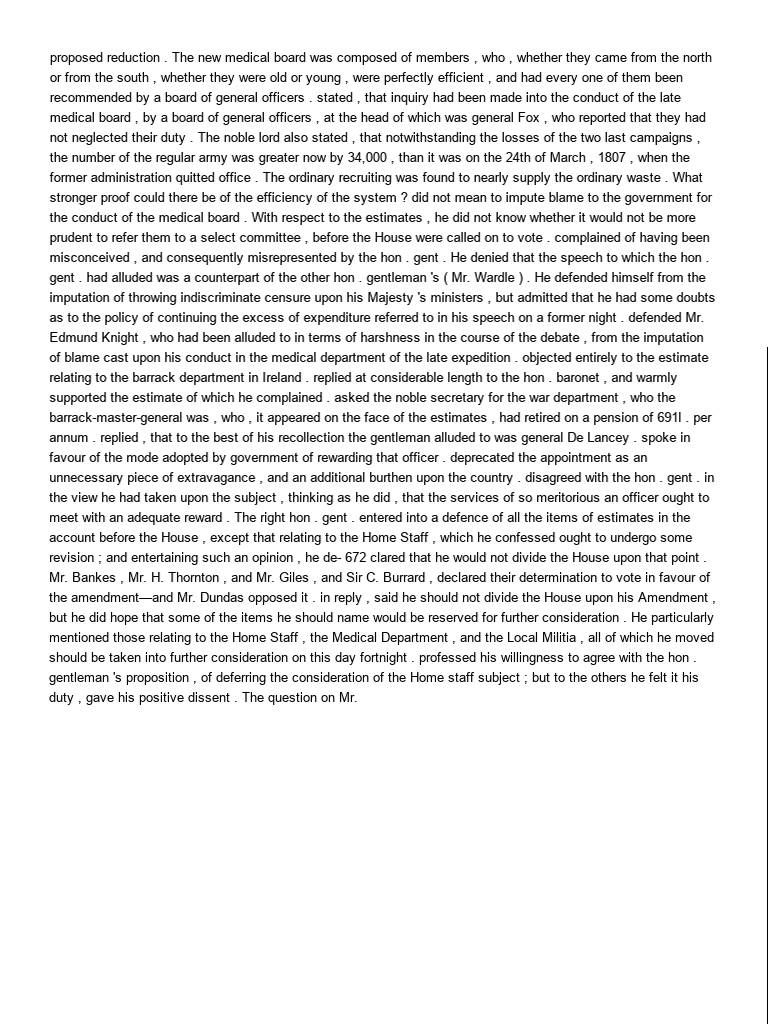 proposed reduction . The new medical board was composed of members , who , whether they came from the north
or from the south , whether they were old or young , were perfectly efficient , and had every one of them been
recommended by a board of general officers . stated , that inquiry had been made into the conduct of the late
medical board , by a board of general officers , at the head of which was general Fox , who reported that they had
not neglected their duty . The noble lord also stated , that notwithstanding the losses of the two last campaigns ,
the number of the regular army was greater now by 34,000 , than it was on the 24th of March , 1807 , when the
former administration quitted office . The ordinary recruiting was found to nearly supply the ordinary waste . What
stronger proof could there be of the efficiency of the system ? did not mean to impute blame to the government for
the conduct of the medical board . With respect to the estimates , he did not know whether it would not be more
prudent to refer them to a select committee , before the House were called on to vote . complained of having been
misconceived , and consequently misrepresented by the hon . gent . He denied that the speech to which the hon .
gent . had alluded was a counterpart of the other hon . gentleman 's ( Mr. Wardle ) . He defended himself from the
imputation of throwing indiscriminate censure upon his Majesty 's ministers , but admitted that he had some doubts
as to the policy of continuing the excess of expenditure referred to in his speech on a former night . defended Mr.
Edmund Knight , who had been alluded to in terms of harshness in the course of the debate , from the imputation
of blame cast upon his conduct in the medical department of the late expedition . objected entirely to the estimate
relating to the barrack department in Ireland . replied at considerable length to the hon . baronet , and warmly
supported the estimate of which he complained . asked the noble secretary for the war department , who the
barrack-master-general was , who , it appeared on the face of the estimates , had retired on a pension of 691l . per
annum . replied , that to the best of his recollection the gentleman alluded to was general De Lancey . spoke in
favour of the mode adopted by government of rewarding that officer . deprecated the appointment as an
unnecessary piece of extravagance , and an additional burthen upon the country . disagreed with the hon . gent . in
the view he had taken upon the subject , thinking as he did , that the services of so meritorious an officer ought to
meet with an adequate reward . The right hon . gent . entered into a defence of all the items of estimates in the
account before the House , except that relating to the Home Staff , which he confessed ought to undergo some
revision ; and entertaining such an opinion , he de- 672 clared that he would not divide the House upon that point .
Mr. Bankes , Mr. H. Thornton , and Mr. Giles , and Sir C. Burrard , declared their determination to vote in favour of
the amendment—and Mr. Dundas opposed it . in reply , said he should not divide the House upon his Amendment ,
but he did hope that some of the items he should name would be reserved for further consideration . He particularly
mentioned those relating to the Home Staff , the Medical Department , and the Local Militia , all of which he moved
should be taken into further consideration on this day fortnight . professed his willingness to agree with the hon .
gentleman 's proposition , of deferring the consideration of the Home staff subject ; but to the others he felt it his
duty , gave his positive dissent . The question on Mr.